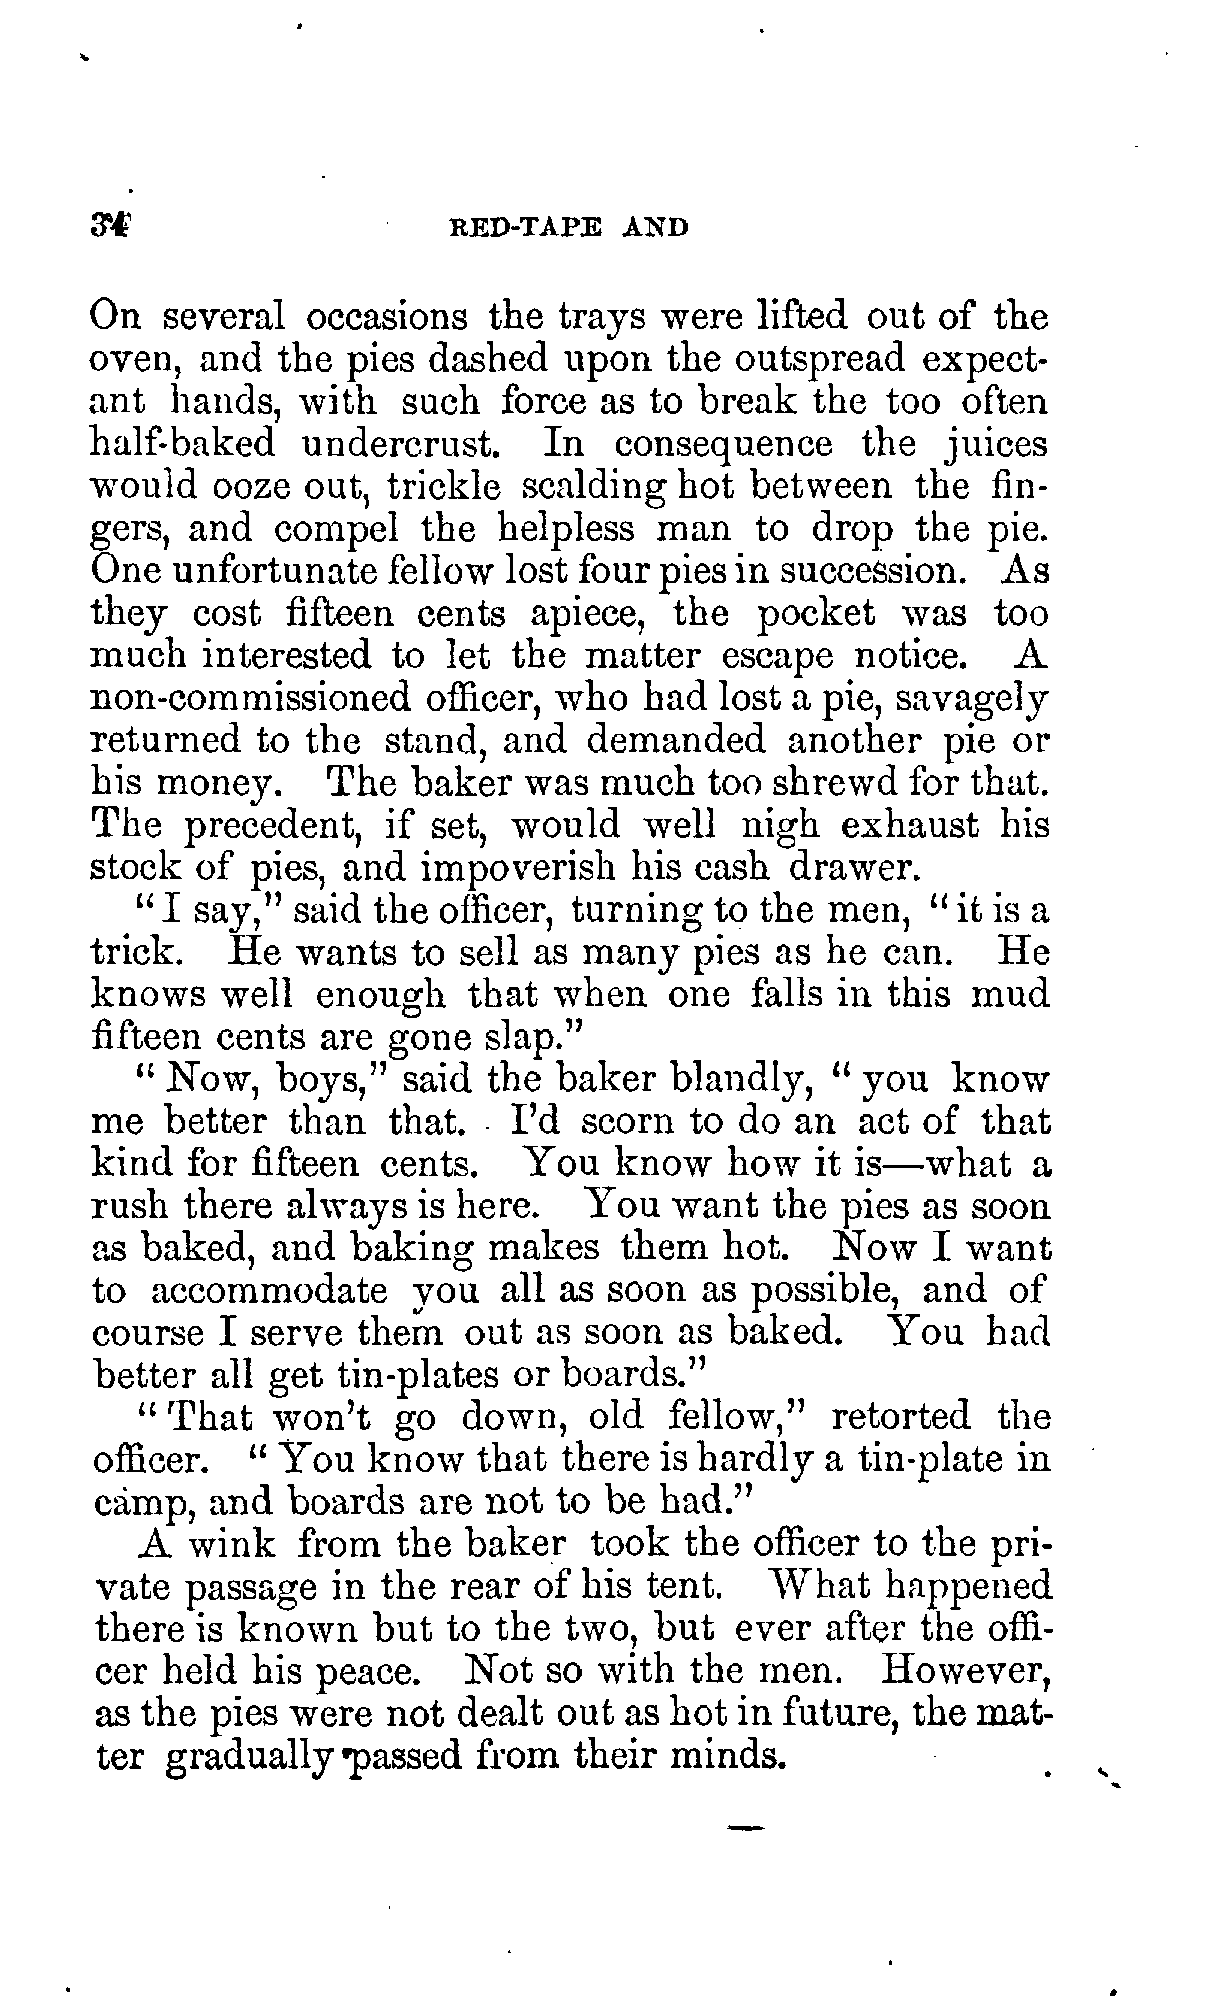 34 RED-TAPE AND
On several occasions the trays were lifted out of the
oven, and the pies dashed upon the outspread expect-
ant hands, with such force as to break the too often
half-baked undercrust. In consequence the juices
would ooze out, trickle scalding hot between the fin-
gers, and compel the helpless man to drop the pie.
One unfortunate fellow lost four pies in succession. As
they cost fifteen cents apiece, the pocket was too
much interested to let the matter escape notice. A
non-commissioned officer, who had lost a pie, savagely
returned to the stand, and demanded another pie or
his money. The baker was much too shrewd for that.
The precedent, if set, would well nigh exhaust his
stock of pies, and impoverish his cash drawer.
"I say," said the officer, turning to the men, "it is a
trick. He wants to sell as many pies as he can. He
knows well enough that when one falls in this mud
fifteen cents are gone slap."
"Now, boys," said the baker blandly, "you know
me better than that. I'd scorn to do an act of that
kind for fifteen cents. You know how it is—what a
rush there always is here. You want the pies as soon
as baked, and baking makes them hot. Now I want
to accommodate you all as soon as possible, and of
course I serve them out as soon as baked. You had
better all get tin-plates or boards."
"That won't go down, old fellow," retorted the
officer. "You know that there is hardly a tin-plate in
camp, and boards are not to be had."
A wink from the baker took the officer to the pri-
vate passage in the rear of his tent. What happened
there is known but to the two, but ever after the offi-
cer held his peace. Not so with the men. However,
as the pies were not dealt out as hot in future, the mat-
ter gradually passed from their minds.